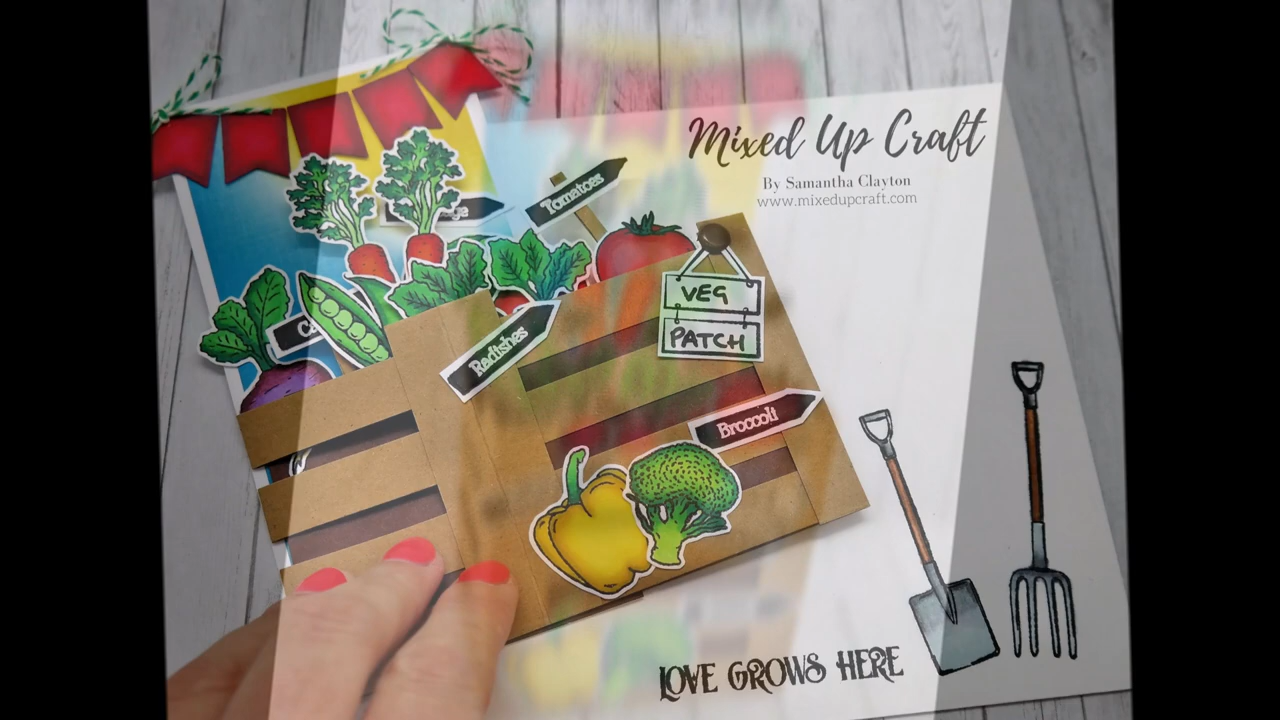 Mixed Up Craft
By Samantha Clayton
www.mixedupcraft.com
Tomatoes
VEG
PATCH
Radishes
Broccoli
LOVE GROWS HERE